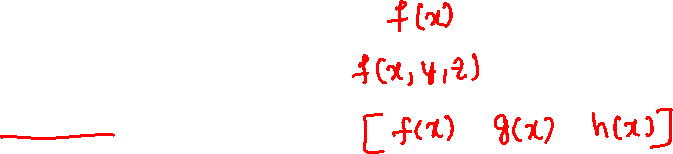 f(x)
f(x, y, z)
[ f(x) g(x) h(x) ]